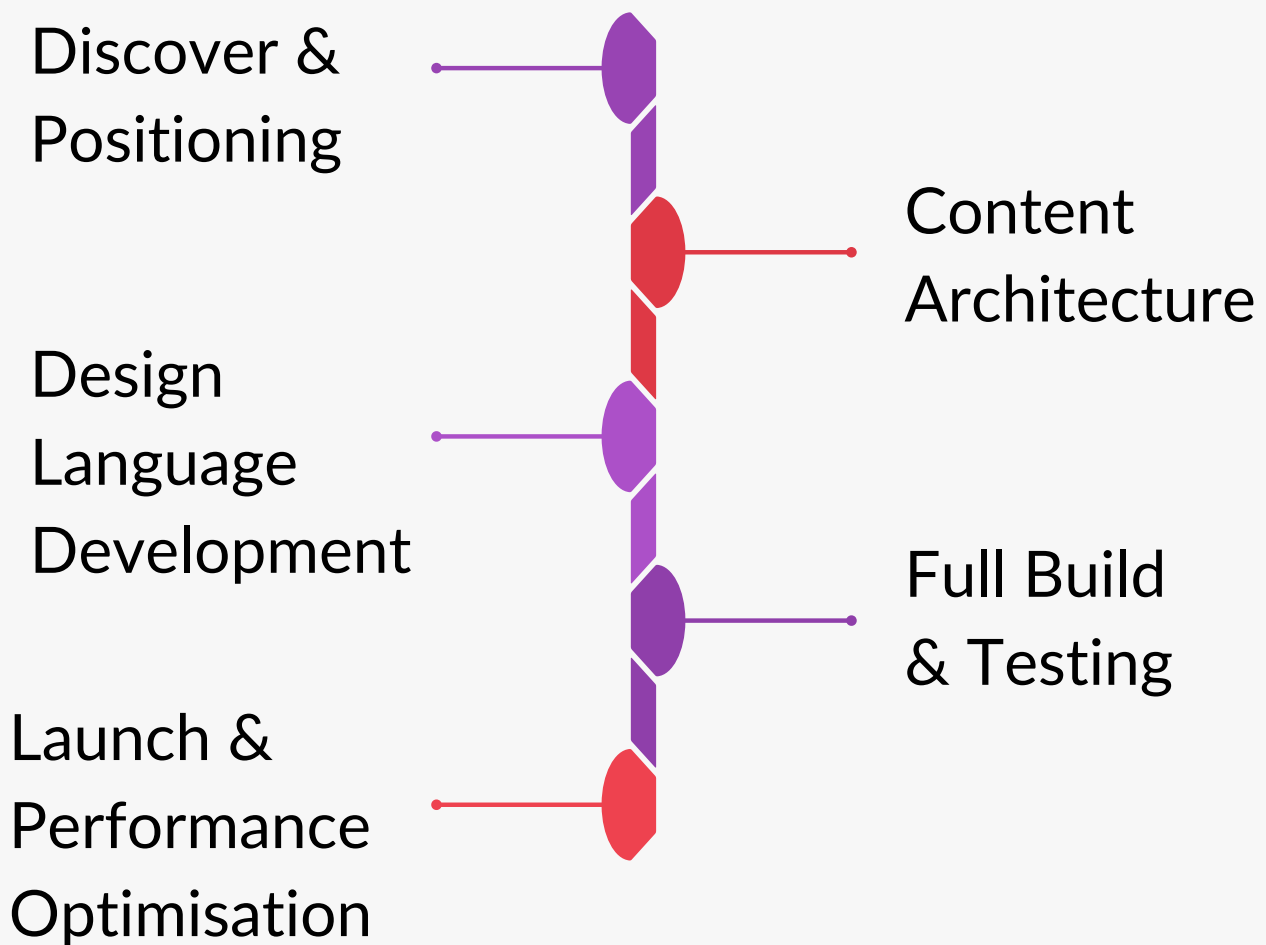 Discover &
Positioning
Content
Architecture
Design
Language
Development
Full Build
& Testing
Launch &
Performance
Optimisation